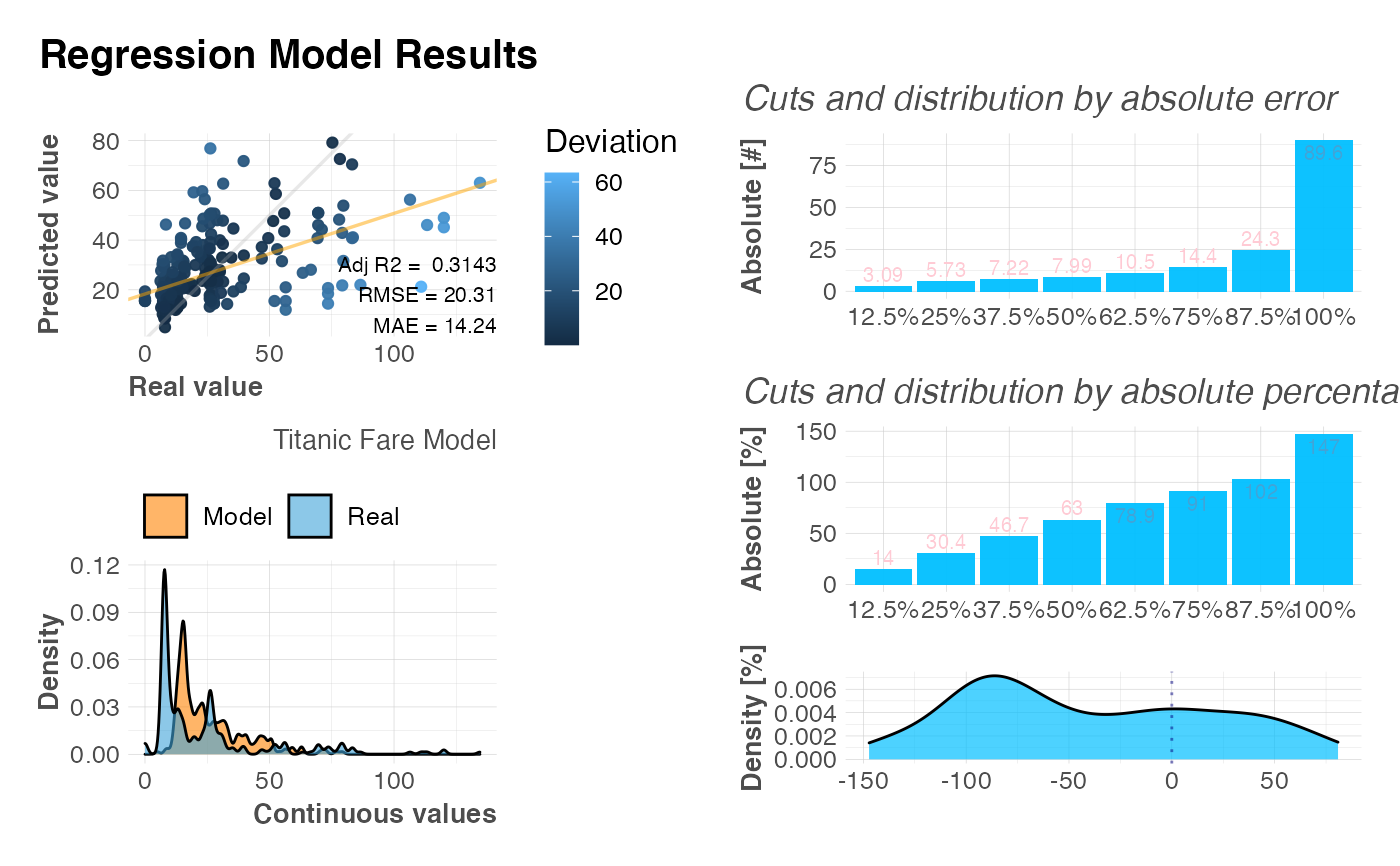 Regression Model Results
Predicted value
80
60
40
20
Adj R2 = 0.3143
RMSE = 20.31
MAE = 14.24
0 50 100
Real value
Deviation
60
40
20
Titanic Fare Model
Model Real
Density
0.12
0.09
0.06
0.03
0.00
0 50 100
Continuous values
Cuts and distribution by absolute error
Absolute [#]
75
50
25
0
3.09 5.73 7.22 7.99 10.5 14.4 24.3 89.6
12.5% 25% 37.5% 50% 62.5% 75% 87.5% 100%
Cuts and distribution by absolute percenta
Absolute [%]
150
100
50
0
14 30.4 46.7 63 78.9 91 102 147
12.5% 25% 37.5% 50% 62.5% 75% 87.5% 100%
Density [%]
0.006
0.004
0.002
0.000
-150 -100 -50 0 50